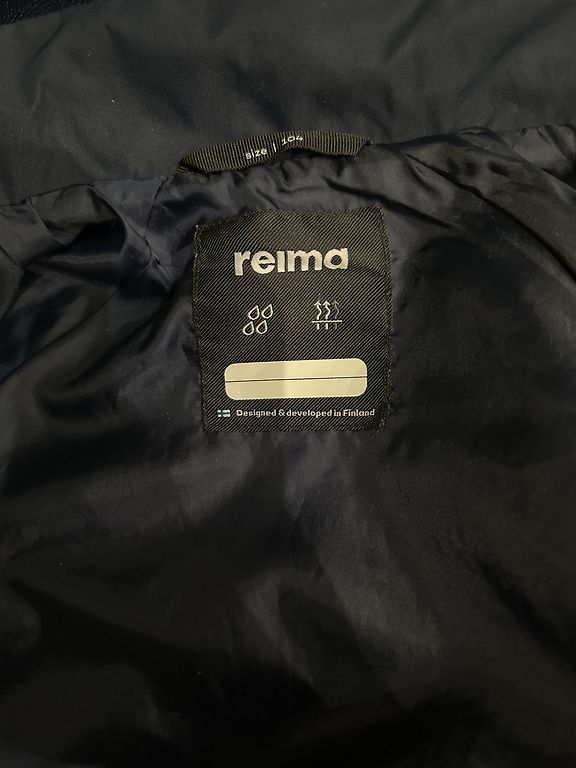 size | 104
reima
Designed & developed in Finland